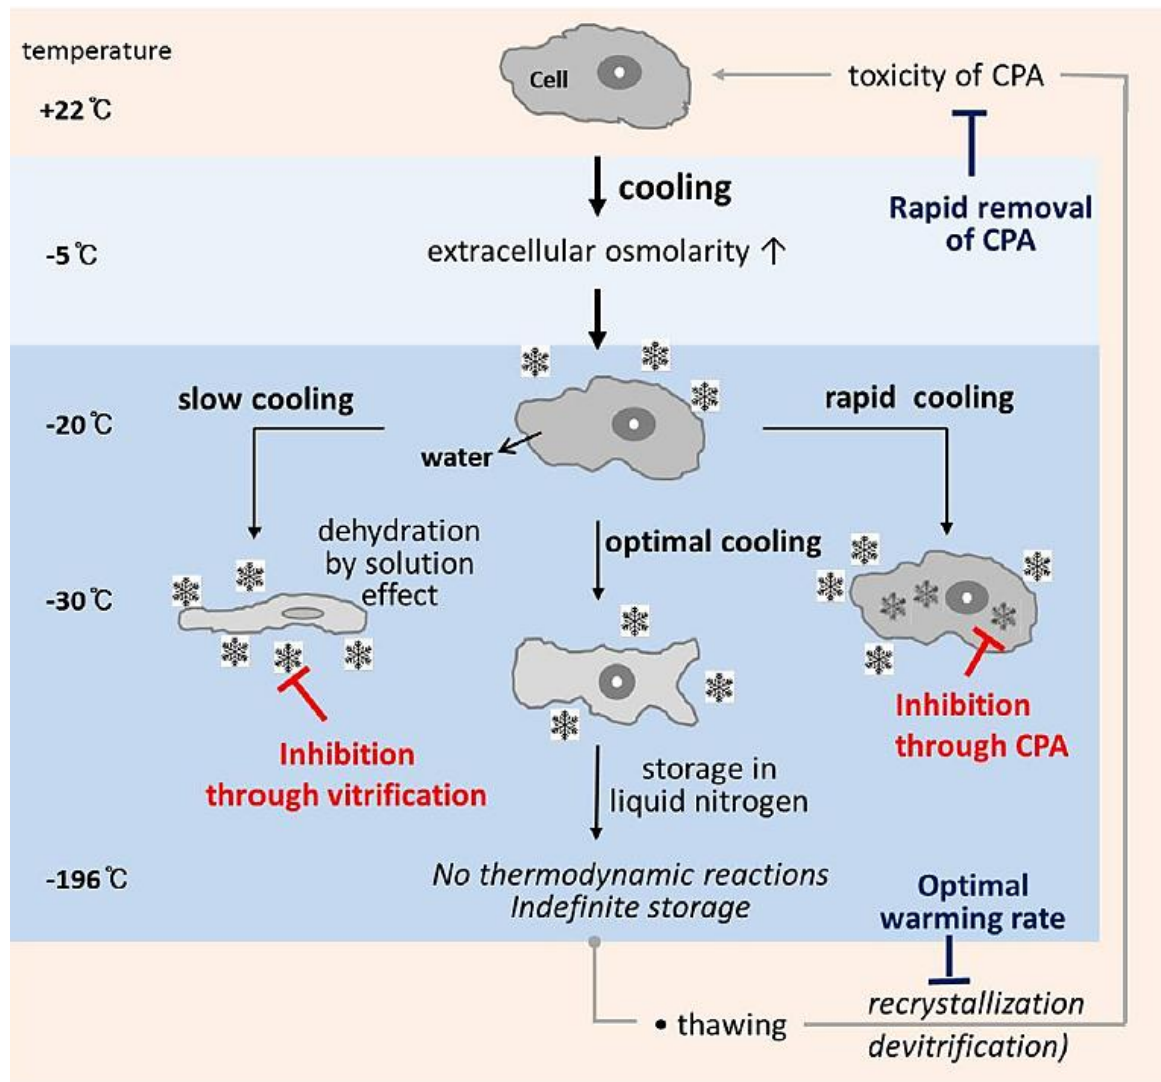 temperature
+22℃
Cell
toxicity of CPA
cooling
Rapid removal
of CPA
-5℃
extracellular osmolarity ↑
slow cooling
rapid cooling
-20℃
water
dehydration
by solution
effect
optimal cooling
-30℃
Inhibition
through vitrification
Inhibition
through CPA
storage in
liquid nitrogen
-196℃
No thermodynamic reactions
Indefinite storage
Optimal
warming rate
• thawing
recrystallization
devitrification)